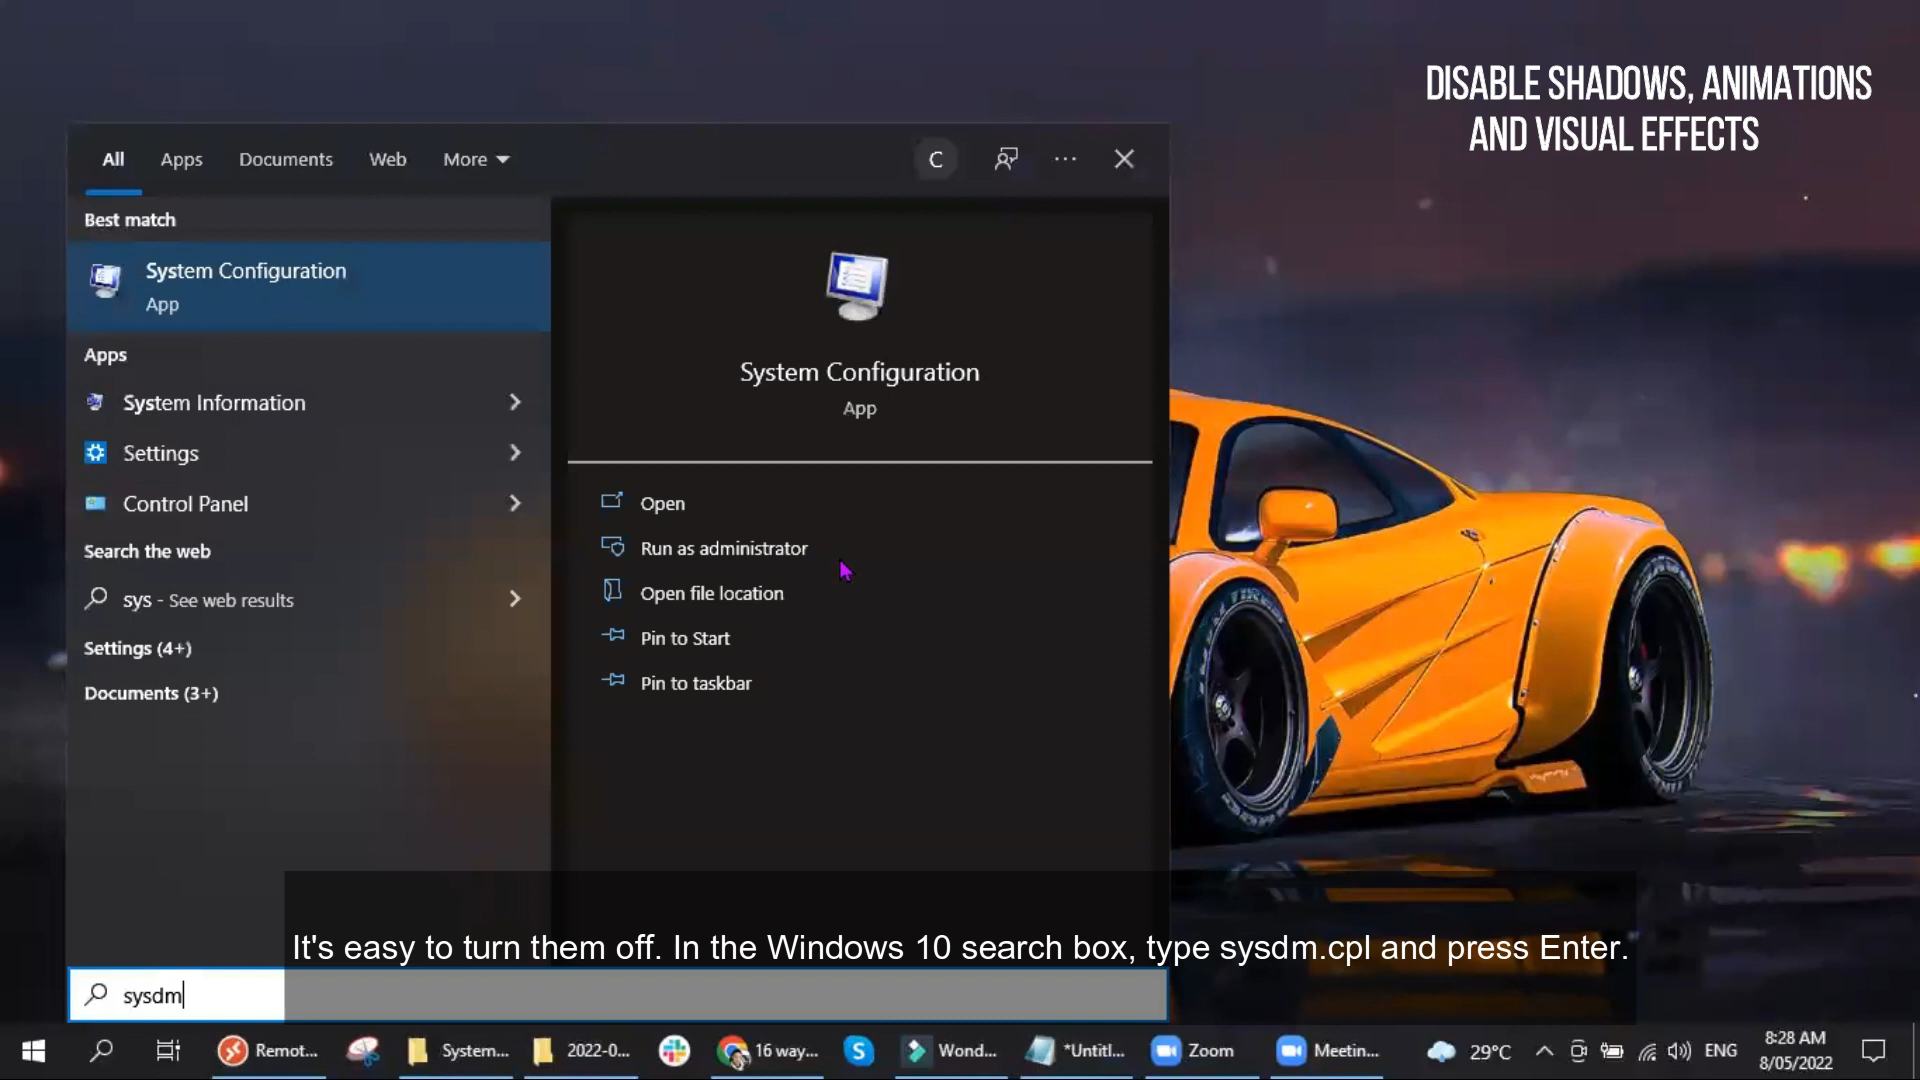 DISABLE SHADOWS, ANIMATIONS
AND VISUAL EFFECTS
All Apps Documents Web More C
Best match
System Configuration
App
Apps
System Information
Settings
Control Panel
Search the web
sys - See web results
Settings (4+)
Documents (3+)
System Configuration
App
Open
Run as administrator
Open file location
Pin to Start
Pin to taskbar
It's easy to turn them off. In the Windows 10 search box, type sysdm.cpl and press Enter.
sysdm
Remot... System... 2022-0... 16 way... Wond... *Untitl... Zoom Meetin... 29°C ENG 8:28 AM
8/05/2022